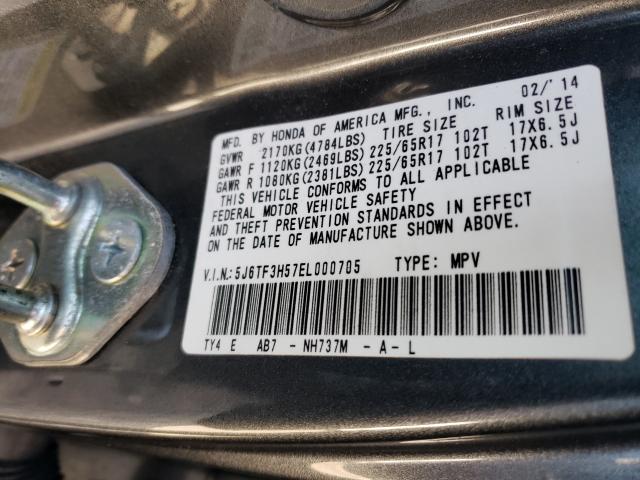 MFD. BY HONDA OF AMERICA MFG., INC. 02/'14
GVWR 2170KG(4784LBS) TIRE SIZE RIM SIZE
GAWR F 1120KG(2469LBS) 225/65R17 102T 17X6.5J
GAWR R 1080KG(2381LBS) 225/65R17 102T 17X6.5J
THIS VEHICLE CONFORMS TO ALL APPLICABLE
FEDERAL MOTOR VEHICLE SAFETY
AND THEFT PREVENTION STANDARDS IN EFFECT
ON THE DATE OF MANUFACTURE SHOWN ABOVE.
V.I.N.:5J6TF3H57EL000705 TYPE: MPV
TY4 E AB7 - NH737M - A - L